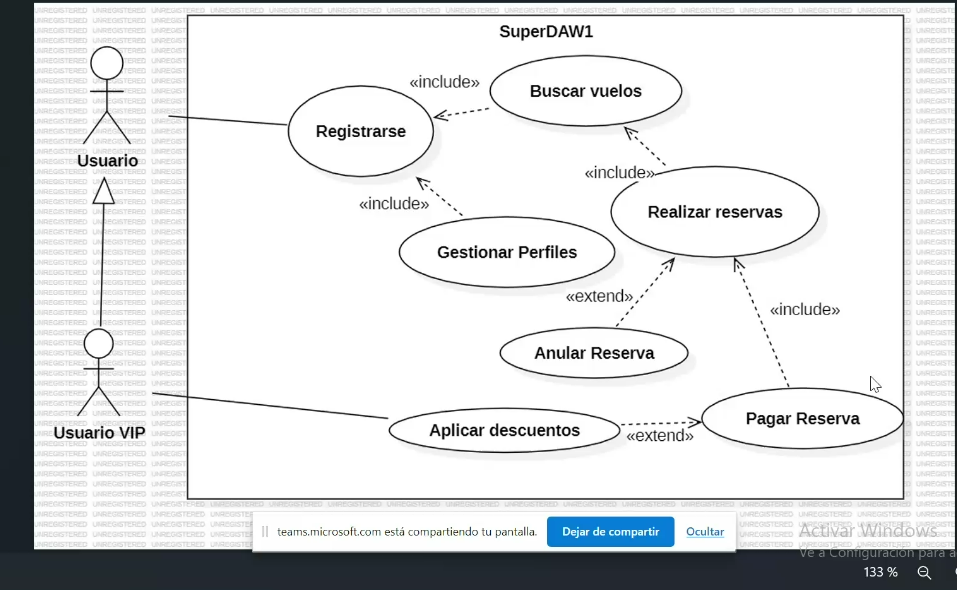 SuperDAW1
«include»
Buscar vuelos
Registrarse
Usuario
«include»
«include»
Realizar reservas
Gestionar Perfiles
«extend»
«include»
Anular Reserva
Usuario VIP
Aplicar descuentos
«extend»
Pagar Reserva
teams.microsoft.com está compartiendo tu pantalla.
Dejar de compartir
Ocultar
Activar Windows
Ve a Configuración para a
133 %
UNREGISTERED